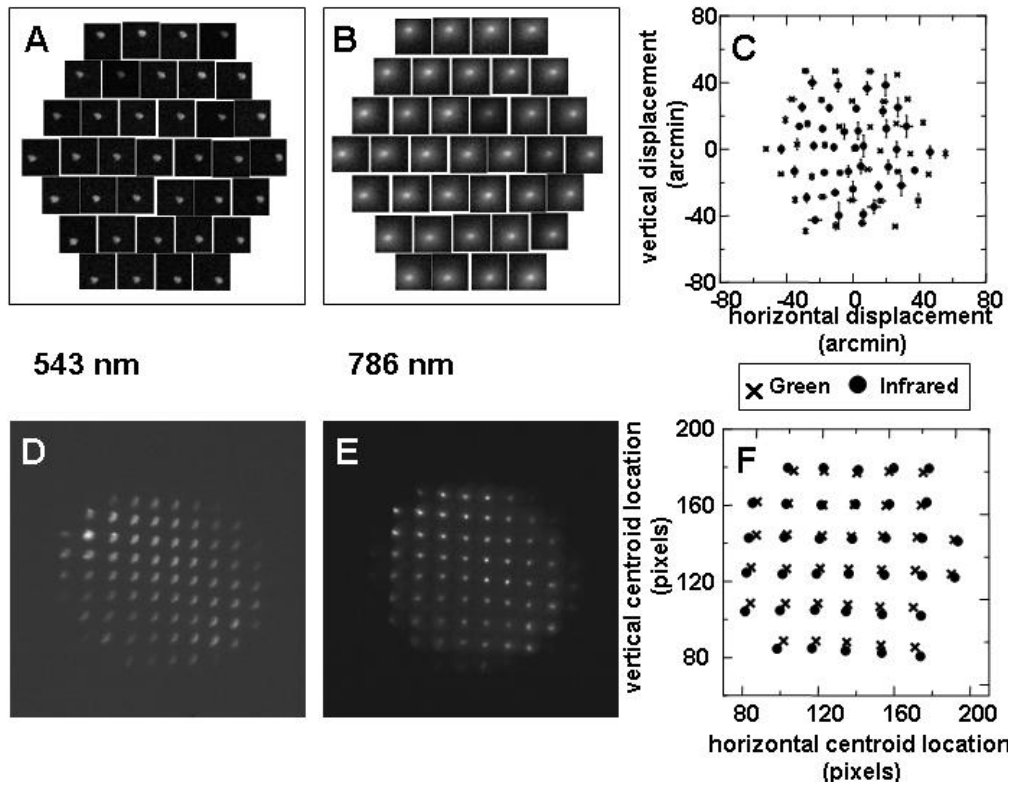 A
B
C
80
40
0
-40
-80
vertical displacement
(arcmin)
-80
-40
0
40
80
horizontal displacement
(arcmin)
543 nm
786 nm
Green
Infrared
D
E
F
200
160
120
80
vertical centroid location
(pixels)
80
120
160
200
horizontal centroid location
(pixels)